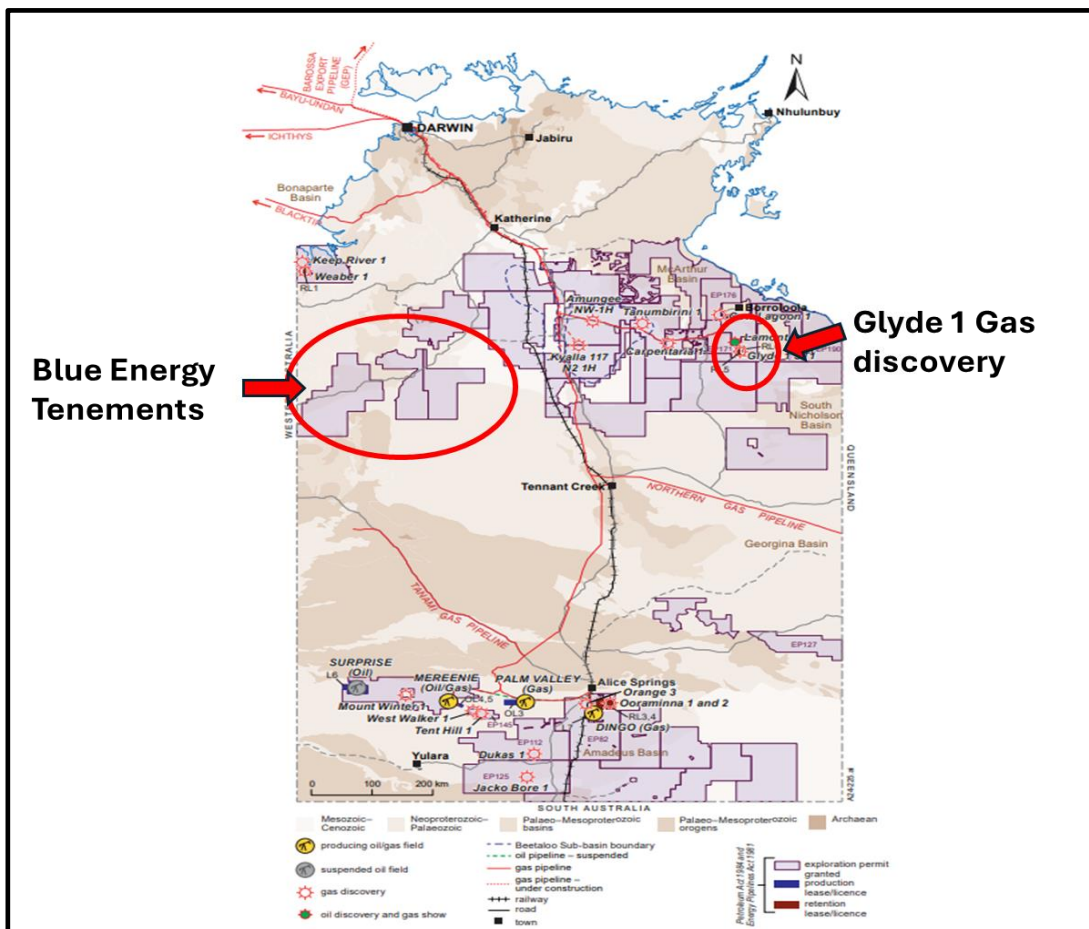 N
BAROSSA
EXPORT
PIPELINE
(GEP)
BAYU-UNDAN
ICHTHYS
DARWIN
Jabiru
Nhulunbuy
Bonaparte
Basin
BLACKTIP
Katherine
Keep River 1
Weaber 1
RL1
McArthur
Basin
EP176
Borroloola
Amungee
NW-1H
Tanumbirini 1
Kyalla 117
N2 1H
Carpentaria 1
Glyde 1
Glyde 1 Gas
discovery
Blue Energy
Tenements
South
Nicholson
Basin
QUEENSLAND
Tennant Creek
NORTHERN GAS PIPELINE
Georgina Basin
TANAMI GAS PIPELINE
EP127
SURPRISE
(Oil)
L6
MEREENIE
(Oil/Gas)
PALM VALLEY
(Gas)
Alice Springs
Orange 3
Ooraminna 1 and 2
Mount Winter 1
OL4,5
OL3
RL3,4
West Walker 1
EP145
Tent Hill 1
DINGO (Gas)
EP112
EP82
Amadeus Basin
Yulara
Dukas 1
EP125
Jacko Bore 1
0 100 200 km
SOUTH AUSTRALIA
Mesozoic–
Cenozoic
Neoproterozoic–
Palaeozoic
Palaeo–Mesoproterozoic
basins
Palaeo–Mesoproterozoic
orogens
Archaean
producing oil/gas field
suspended oil field
gas discovery
oil discovery and gas show
Beetaloo Sub-basin boundary
oil pipeline – suspended
gas pipeline
gas pipeline –
under construction
railway
road
town
Petroleum Act 1984 and
Energy Pipelines Act 1981
exploration permit
granted
production
lease/licence
retention
lease/licence